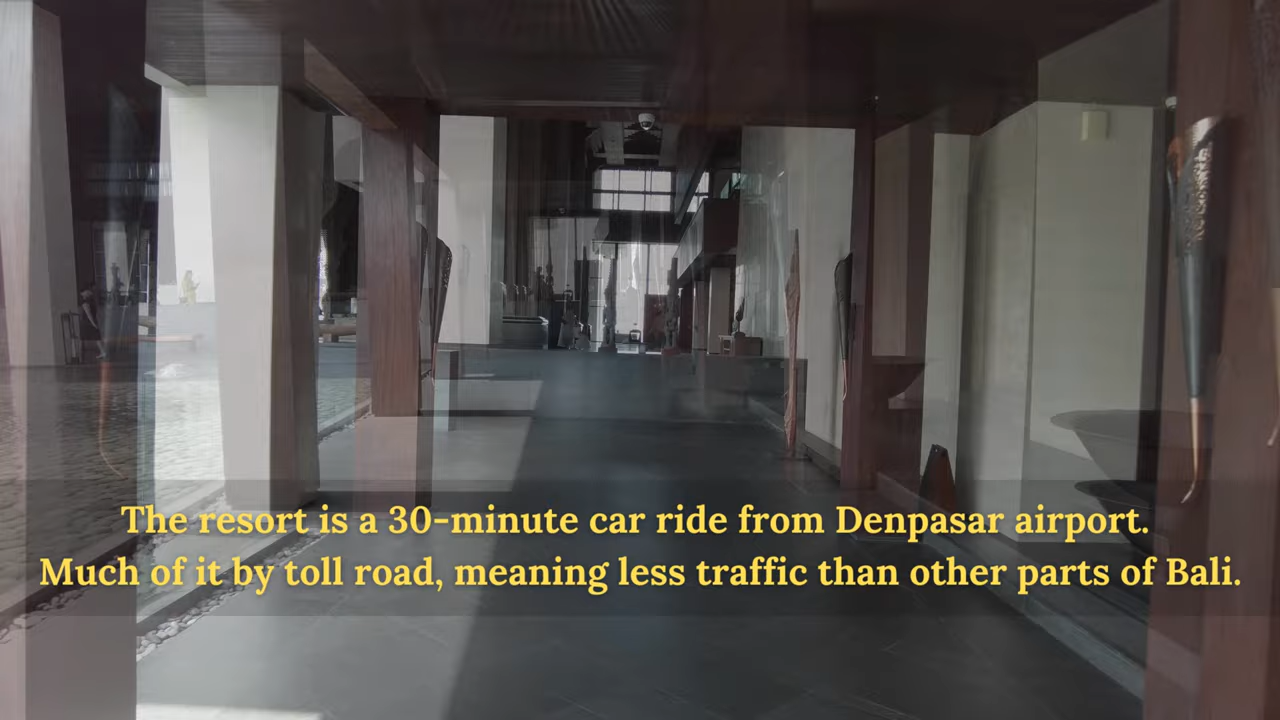 The resort is a 30-minute car ride from Denpasar airport.
Much of it by toll road, meaning less traffic than other parts of Bali.